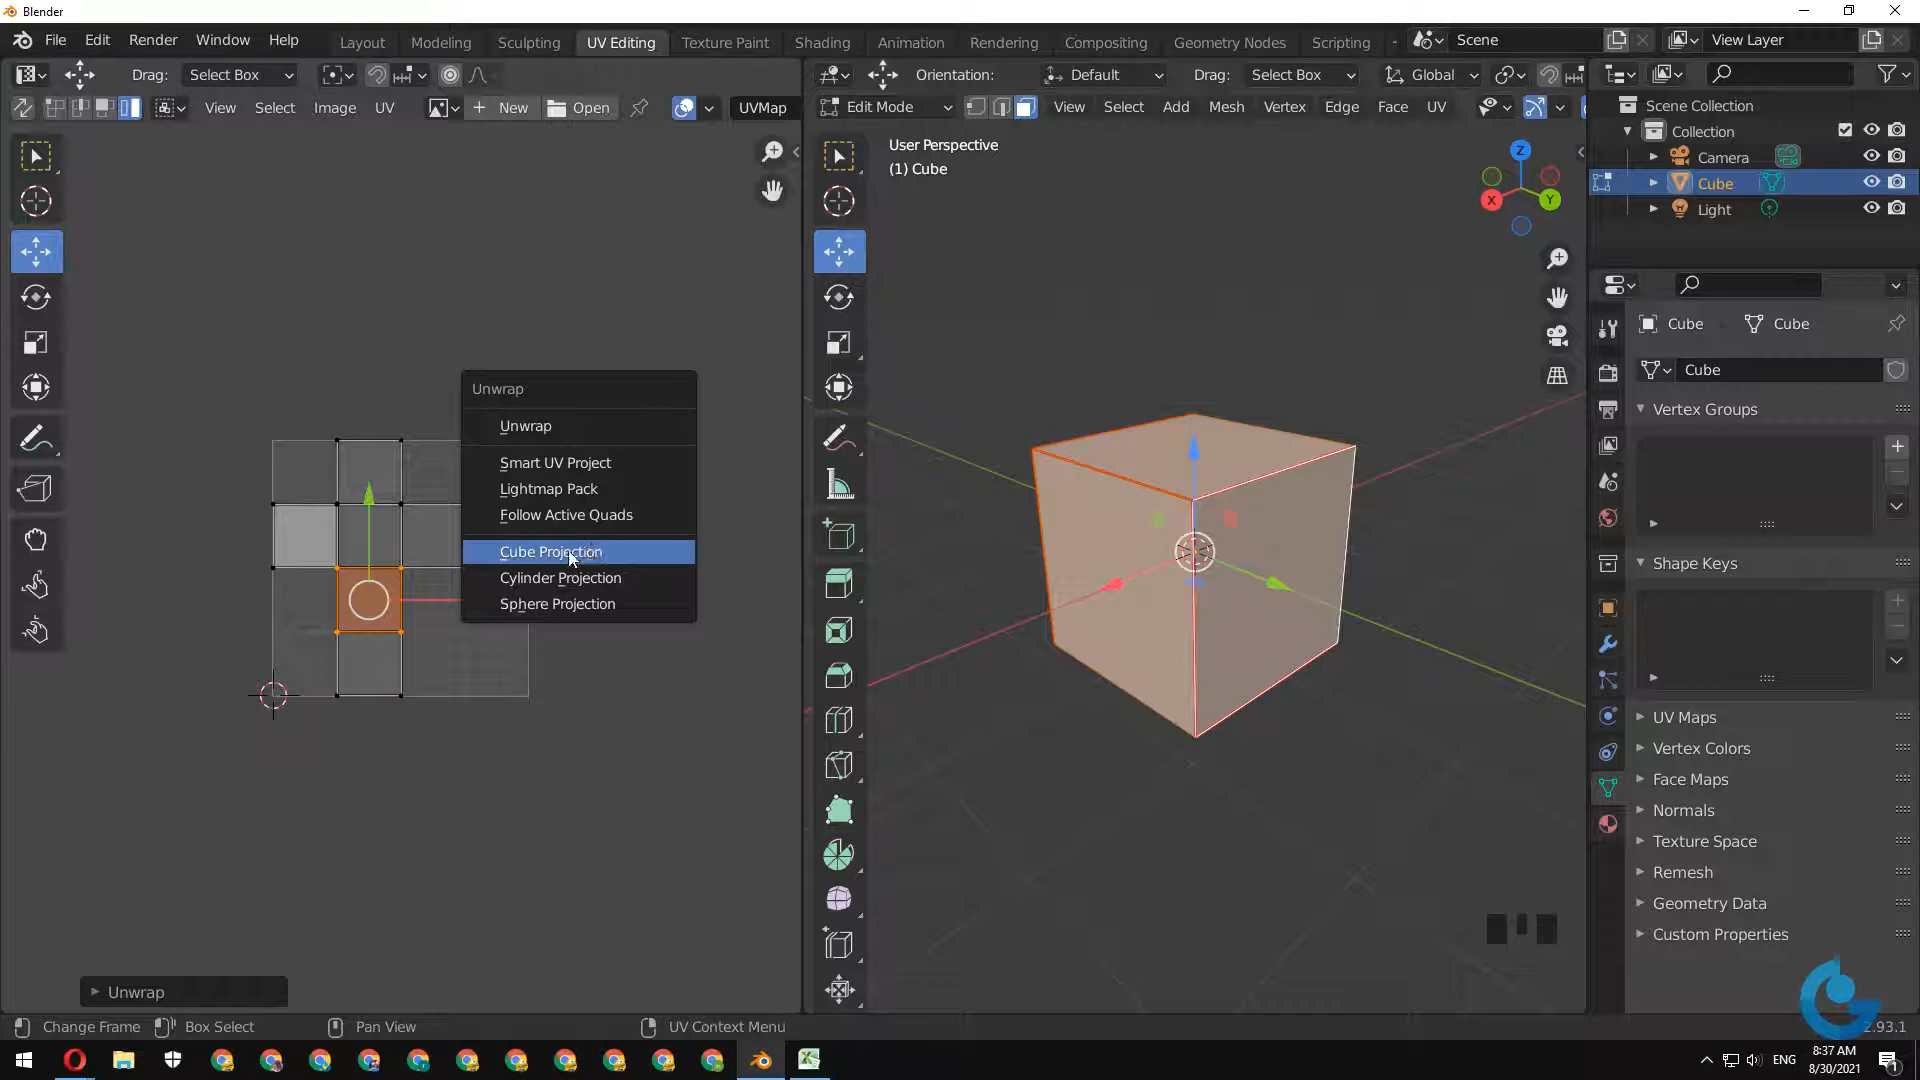 Blender
File Edit Render Window Help
Layout Modeling Sculpting UV Editing Texture Paint Shading Animation Rendering Compositing Geometry Nodes Scripting
Scene
View Layer
Drag: Select Box
Orientation: Default Drag: Select Box Global
View Select Image UV New Open UVMap
Edit Mode View Select Add Mesh Vertex Edge Face UV
User Perspective
(1) Cube
Z
X
Y
Unwrap
Unwrap
Smart UV Project
Lightmap Pack
Follow Active Quads
Cube Projection
Cylinder Projection
Sphere Projection
Unwrap
Scene Collection
Collection
Camera
Cube
Light
Cube Cube
Cube
Vertex Groups
Shape Keys
UV Maps
Vertex Colors
Face Maps
Normals
Texture Space
Remesh
Geometry Data
Custom Properties
Change Frame Box Select Pan View UV Context Menu
2.93.1
ENG
8:37 AM
8/30/2021
1